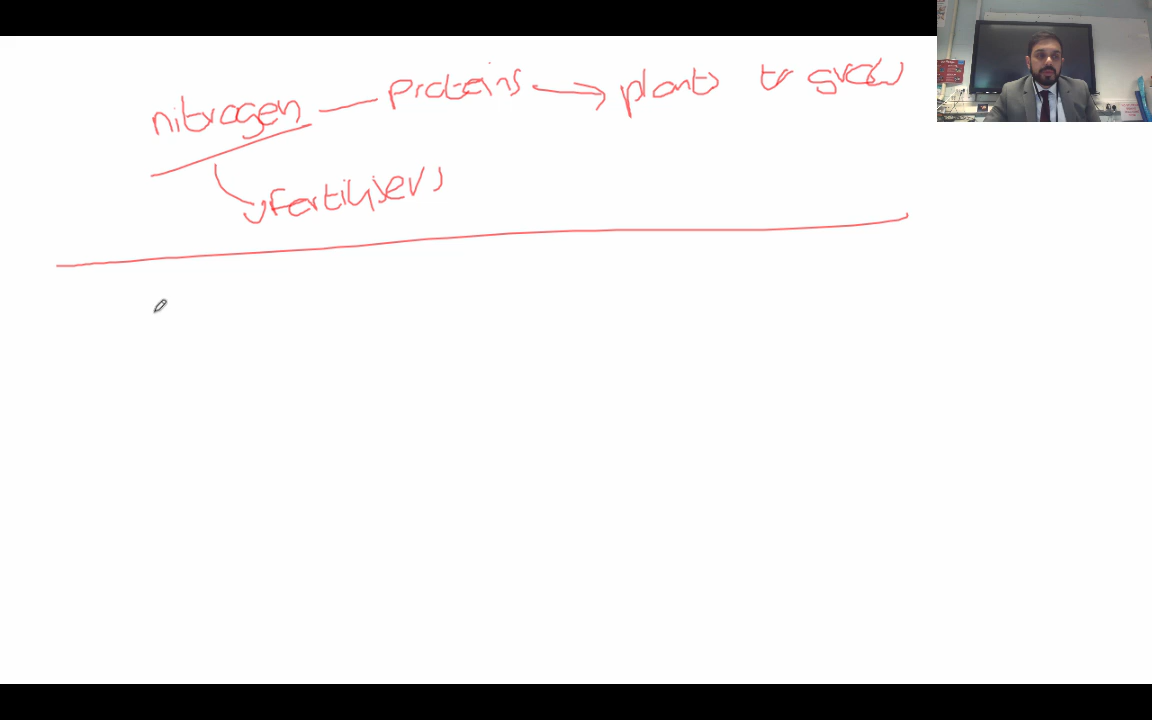 nitrogen — proteins → plants to grow
fertilisers